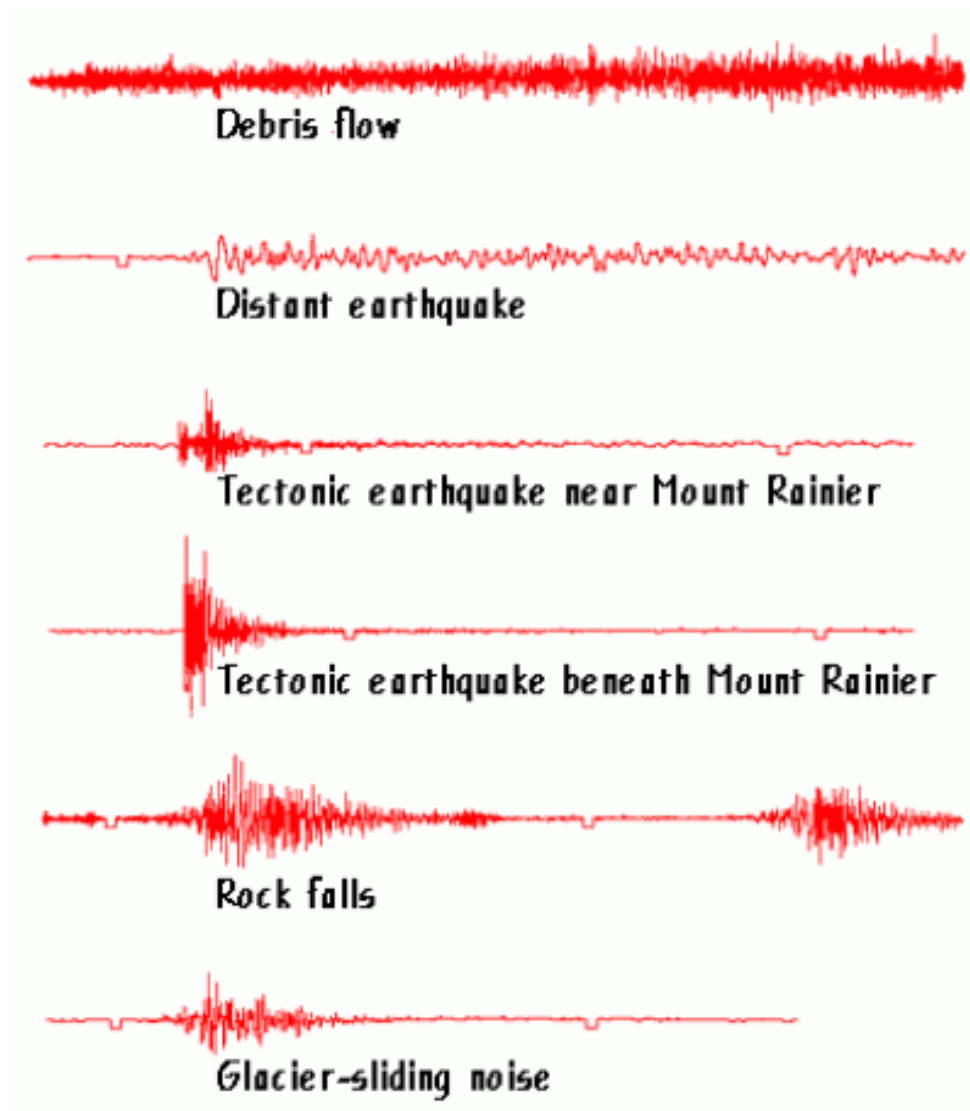 Debris flow
Distant earthquake
Tectonic earthquake near Mount Rainier
Tectonic earthquake beneath Mount Rainier
Rock falls
Glacier-sliding noise